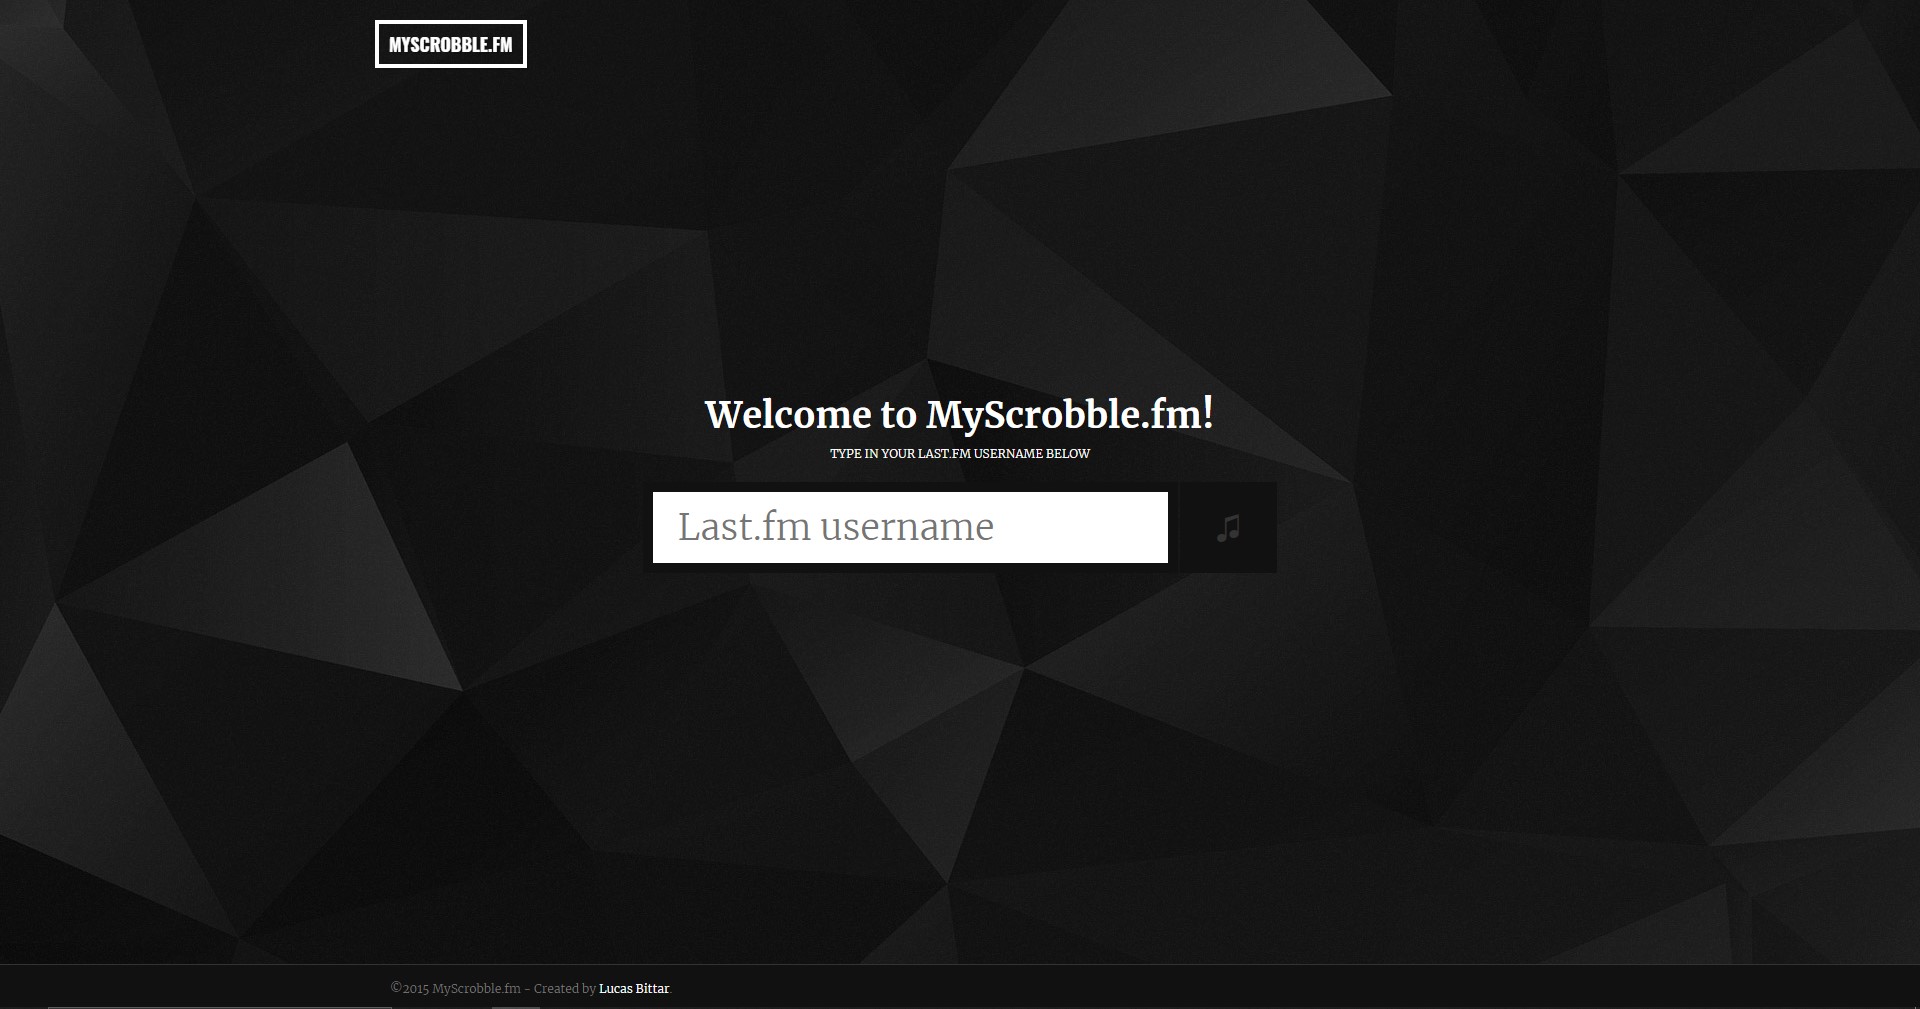 MYSCROBBLE.FM
Welcome to MyScrobble.fm!
TYPE IN YOUR LAST.FM USERNAME BELOW
Last.fm username
©2015 MyScrobble.fm - Created by Lucas Bittar.